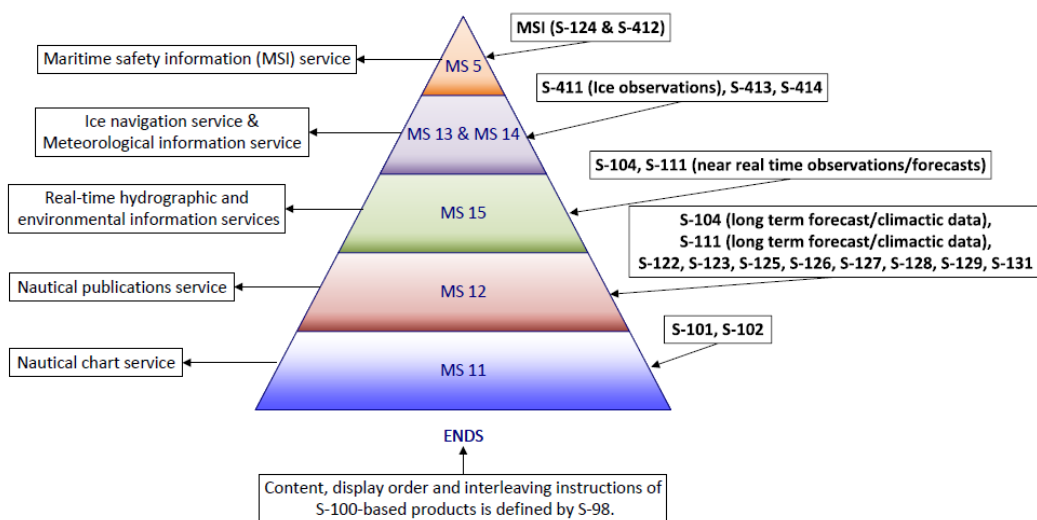 MSI (S-124 & S-412)
Maritime safety information (MSI) service
MS 5
S-411 (Ice observations), S-413, S-414
Ice navigation service &
Meteorological information service
MS 13 & MS 14
S-104, S-111 (near real time observations/forecasts)
Real-time hydrographic and
environmental information services
MS 15
S-104 (long term forecast/climactic data),
S-111 (long term forecast/climactic data),
S-122, S-123, S-125, S-126, S-127, S-128, S-129, S-131
Nautical publications service
MS 12
S-101, S-102
Nautical chart service
MS 11
ENDS
Content, display order and interleaving instructions of
S-100-based products is defined by S-98.